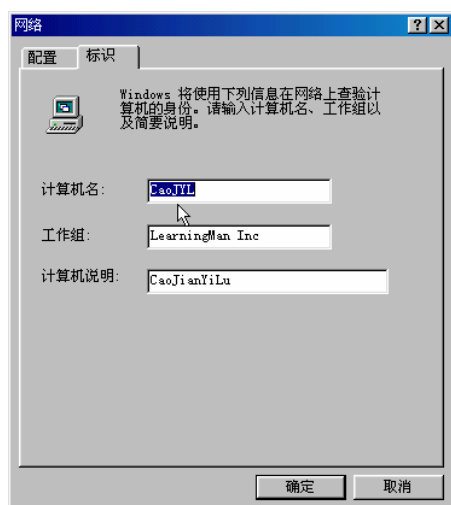 网络
配置 标识
Windows 将使用下列信息在网络上查验计
算机的身份。请输入计算机名、工作组以
及简要说明。
计算机名: CaoJYL
工作组: LearningMan Inc
计算机说明: CaoJianYiLu
确定 取消